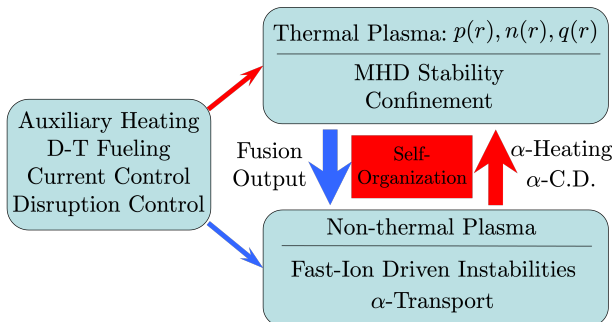 Thermal Plasma: p(r), n(r), q(r)
MHD Stability
Confinement
Auxiliary Heating
D-T Fueling
Current Control
Disruption Control
Fusion
Output
Self-
Organization
α-Heating
α-C.D.
Non-thermal Plasma
Fast-Ion Driven Instabilities
α-Transport